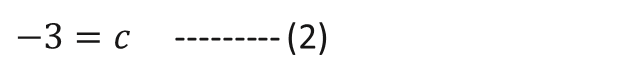 −3 = c --------- (2)